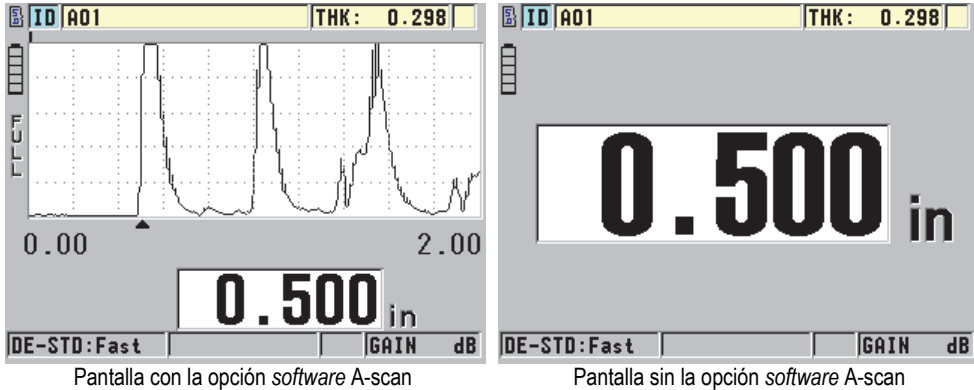 ID A01 THK: 0.298
FULL
0.00 2.00
0.500 in
DE-STD:Fast GAIN dB
Pantalla con la opción software A-scan
ID A01 THK: 0.298
0.500 in
DE-STD:Fast GAIN dB
Pantalla sin la opción software A-scan